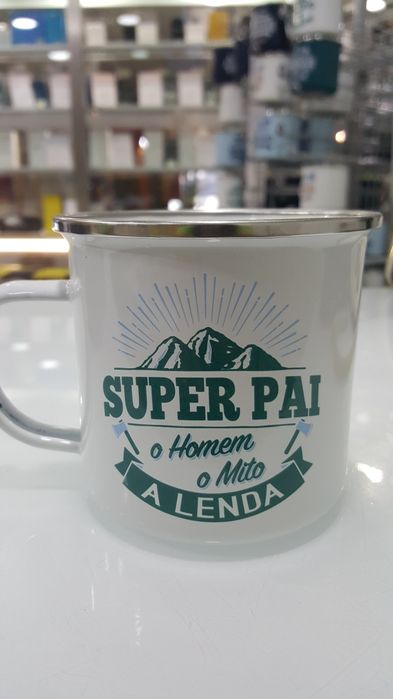 SUPER PAI
o Homem
o Mito
A LENDA